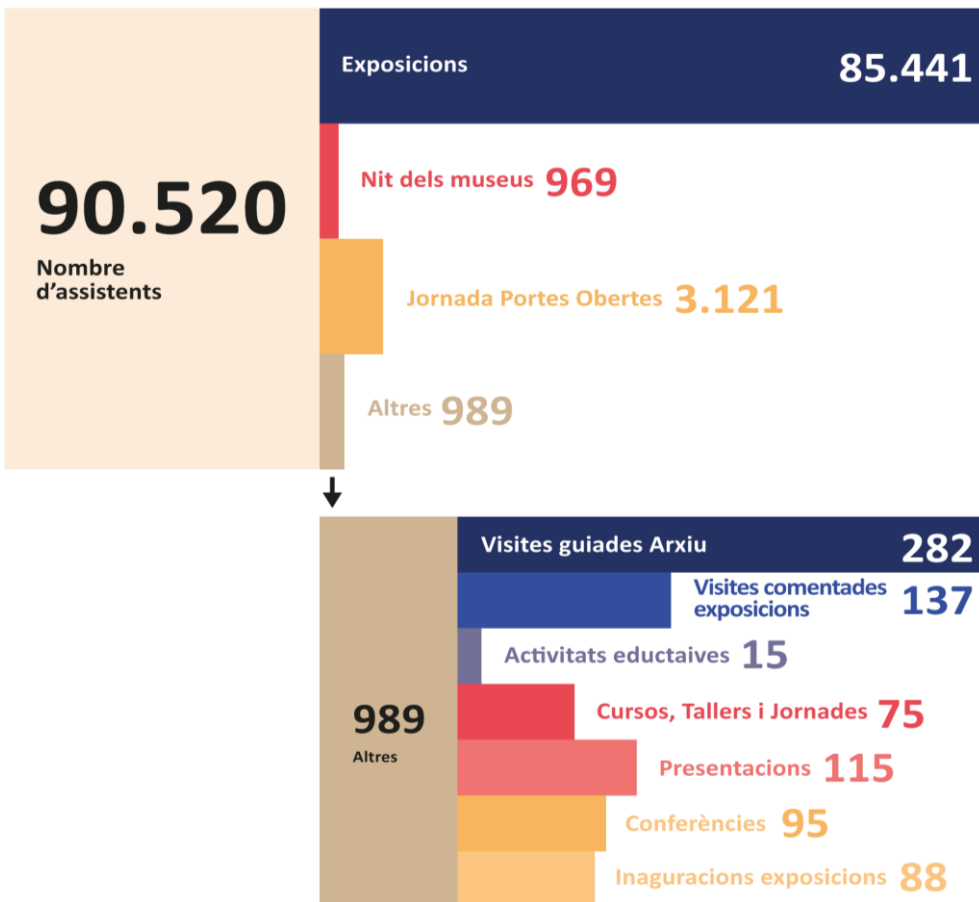 90.520
Nombre
d'assistents
Exposicions 85.441
Nit dels museus 969
Jornada Portes Obertes 3.121
Altres 989
989
Altres
Visites guiades Arxiu 282
Visites comentades
exposicions 137
Activitats eductaives 15
Cursos, Tallers i Jornades 75
Presentacions 115
Conferències 95
Inaguracions exposicions 88